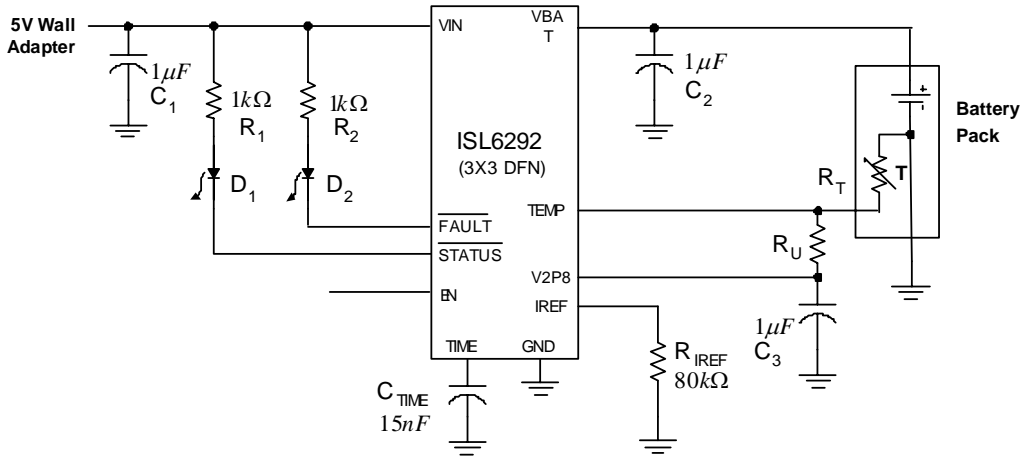 5V Wall
Adapter
VIN
VBA
T
1μF
C1
1kΩ
R1
1kΩ
R2
ISL6292
(3X3 DFN)
1μF
C2
+
-
Battery
Pack
D1
D2
RT
T
TEMP
FAULT
RU
STATUS
V2P8
EN
IREF
1μF
C3
TIME
GND
RIREF
80kΩ
CTIME
15nF